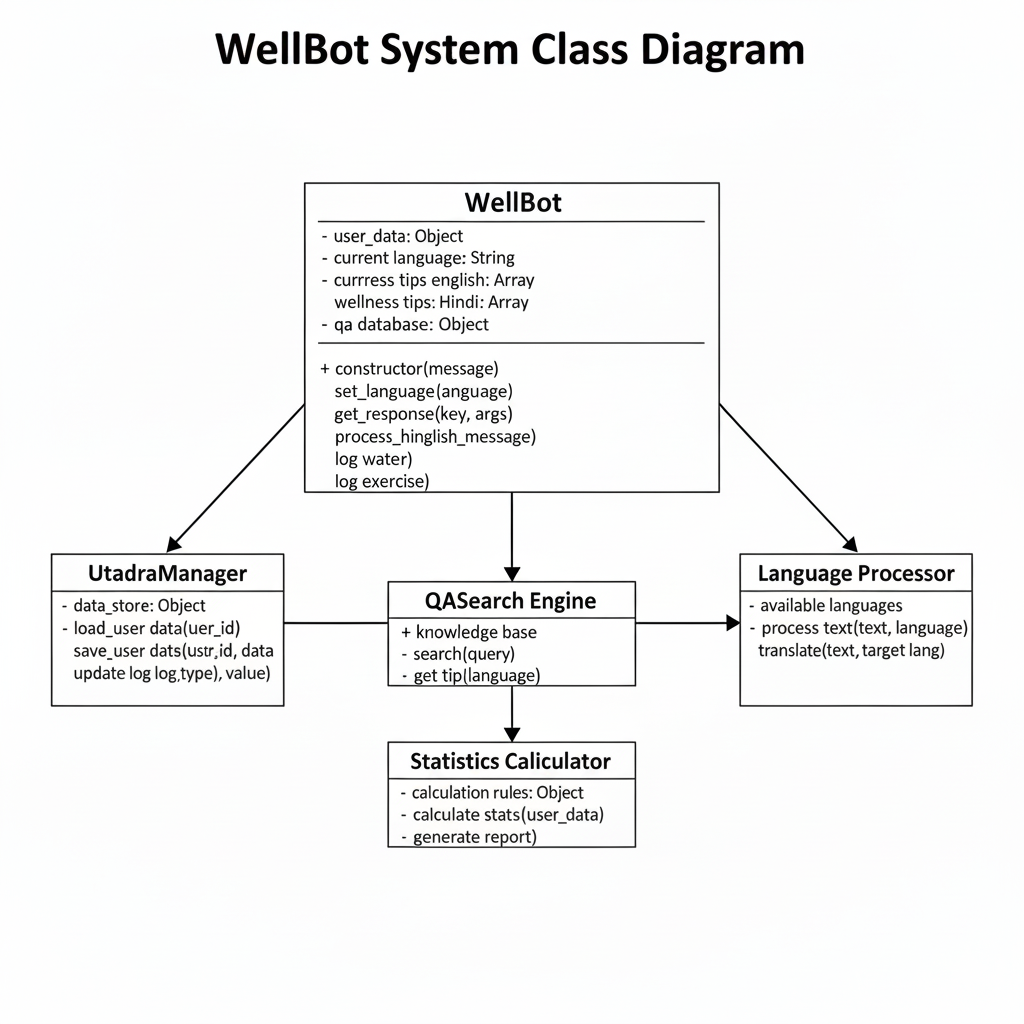 WellBot System Class Diagram
WellBot
- user_data: Object
- current language: String
- currress tips english: Array
wellness tips: Hindi: Array
- qa database: Object
+ constructor(message)
set_language(anguage)
get_response(key, args)
process_hinglish_message)
log water)
log exercise)
UtadraManager
- data_store: Object
- load_user data(uer_id)
save_user dats(ustr,id, data
update log log,type), value)
QASearch Engine
+ knowledge base
- search(query)
- get tip(language)
Language Processor
- available languages
- process text(text, language)
translate(text, target lang)
Statistics Caliculator
- calculation rules: Object
- calculate stats(user_data)
- generate report)